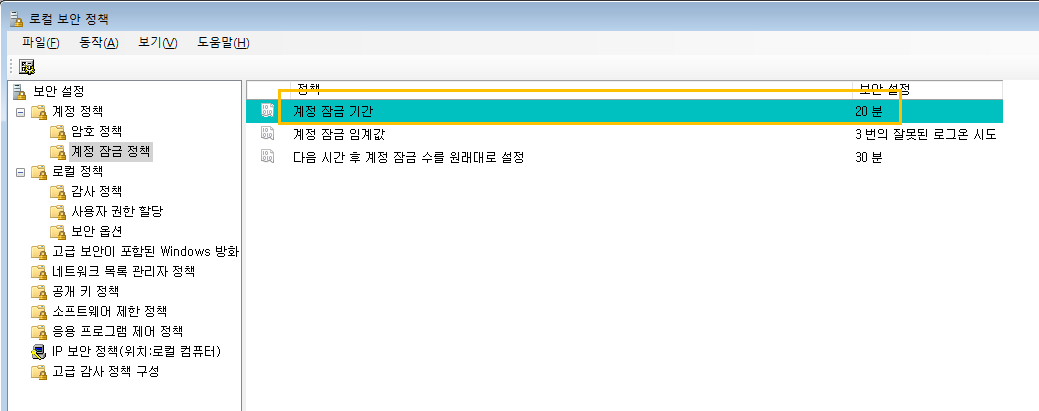 로컬 보안 정책
파일(F) 동작(A) 보기(V) 도움말(H)
보안 설정
계정 정책
암호 정책
계정 잠금 정책
로컬 정책
감사 정책
사용자 권한 할당
보안 옵션
고급 보안이 포함된 Windows 방화
네트워크 목록 관리자 정책
공개 키 정책
소프트웨어 제한 정책
응용 프로그램 제어 정책
IP 보안 정책(위치:로컬 컴퓨터)
고급 감사 정책 구성
정책 보안 설정
계정 잠금 기간 20 분
계정 잠금 임계값 3 번의 잘못된 로그온 시도
다음 시간 후 계정 잠금 수를 원래대로 설정 30 분